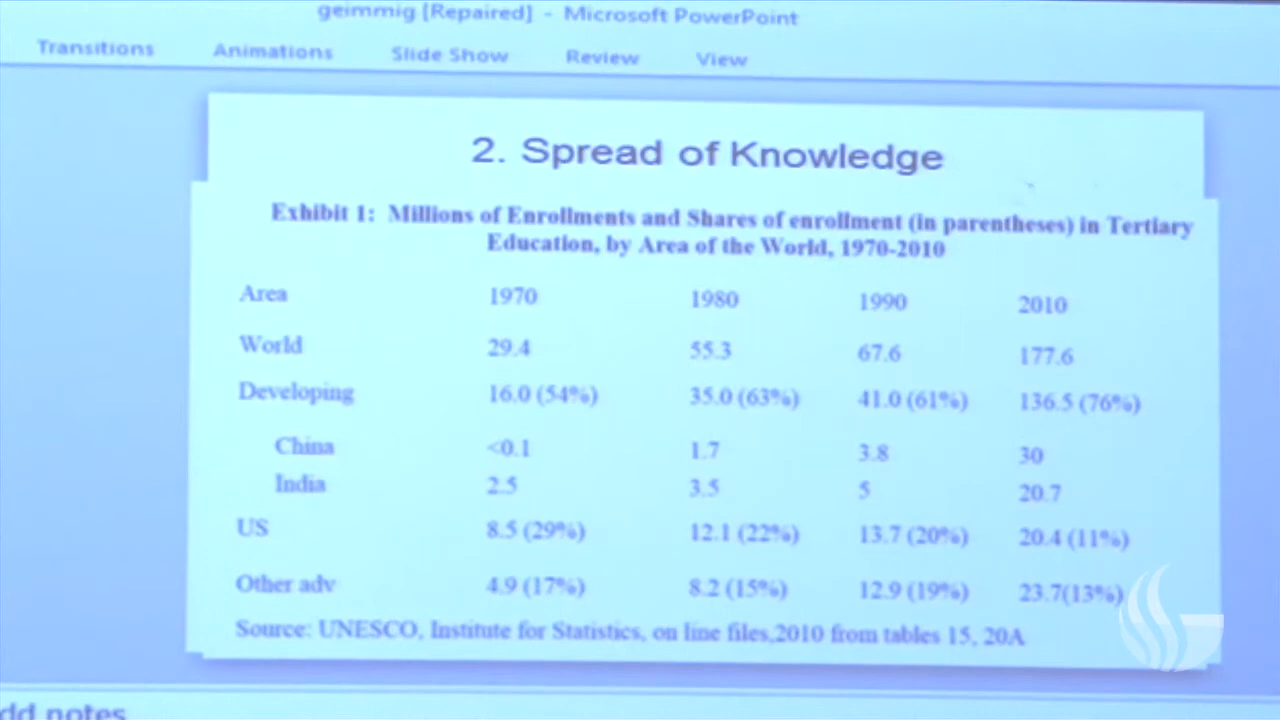 geimmig [Repaired] - Microsoft PowerPoint
Transitions Animations Slide Show Review View
2. Spread of Knowledge
Exhibit 1: Millions of Enrollments and Shares of enrollment (in parentheses) in Tertiary
Education, by Area of the World, 1970-2010
Area 1970 1980 1990 2010
World 29.4 55.3 67.6 177.6
Developing 16.0 (54%) 35.0 (63%) 41.0 (61%) 136.5 (76%)
China <0.1 1.7 3.8 30
India 2.5 3.5 5 20.7
US 8.5 (29%) 12.1 (22%) 13.7 (20%) 20.4 (11%)
Other adv 4.9 (17%) 8.2 (15%) 12.9 (19%) 23.7(13%)
Source: UNESCO, Institute for Statistics, on line files,2010 from tables 15, 20A
dd notes